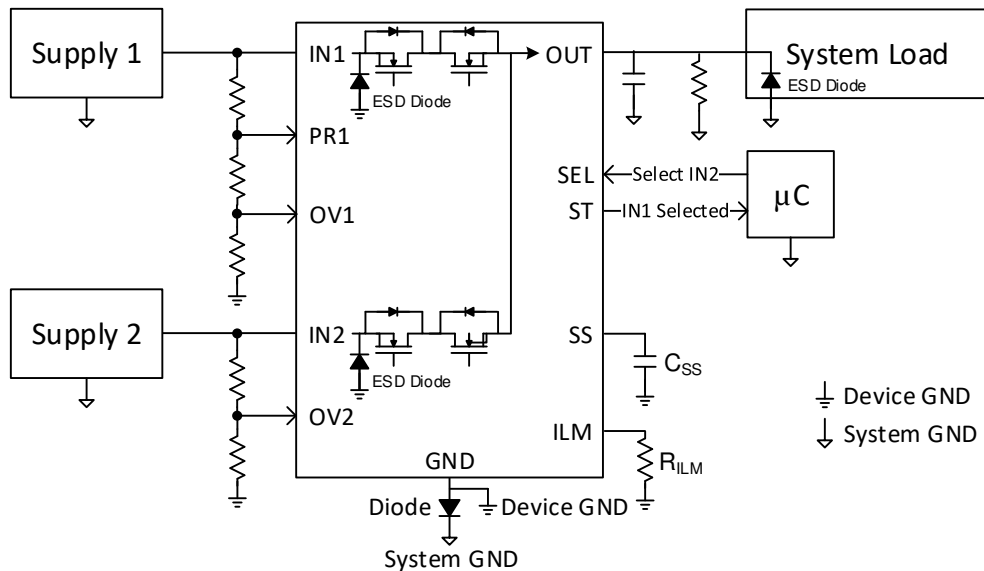 Supply 1
IN1
OUT
System Load
ESD Diode
ESD Diode
PR1
SEL
Select IN2
µC
OV1
ST
IN1 Selected
Supply 2
IN2
SS
ESD Diode
CSS
OV2
ILM
RILM
Device GND
System GND
GND
Diode
Device GND
System GND